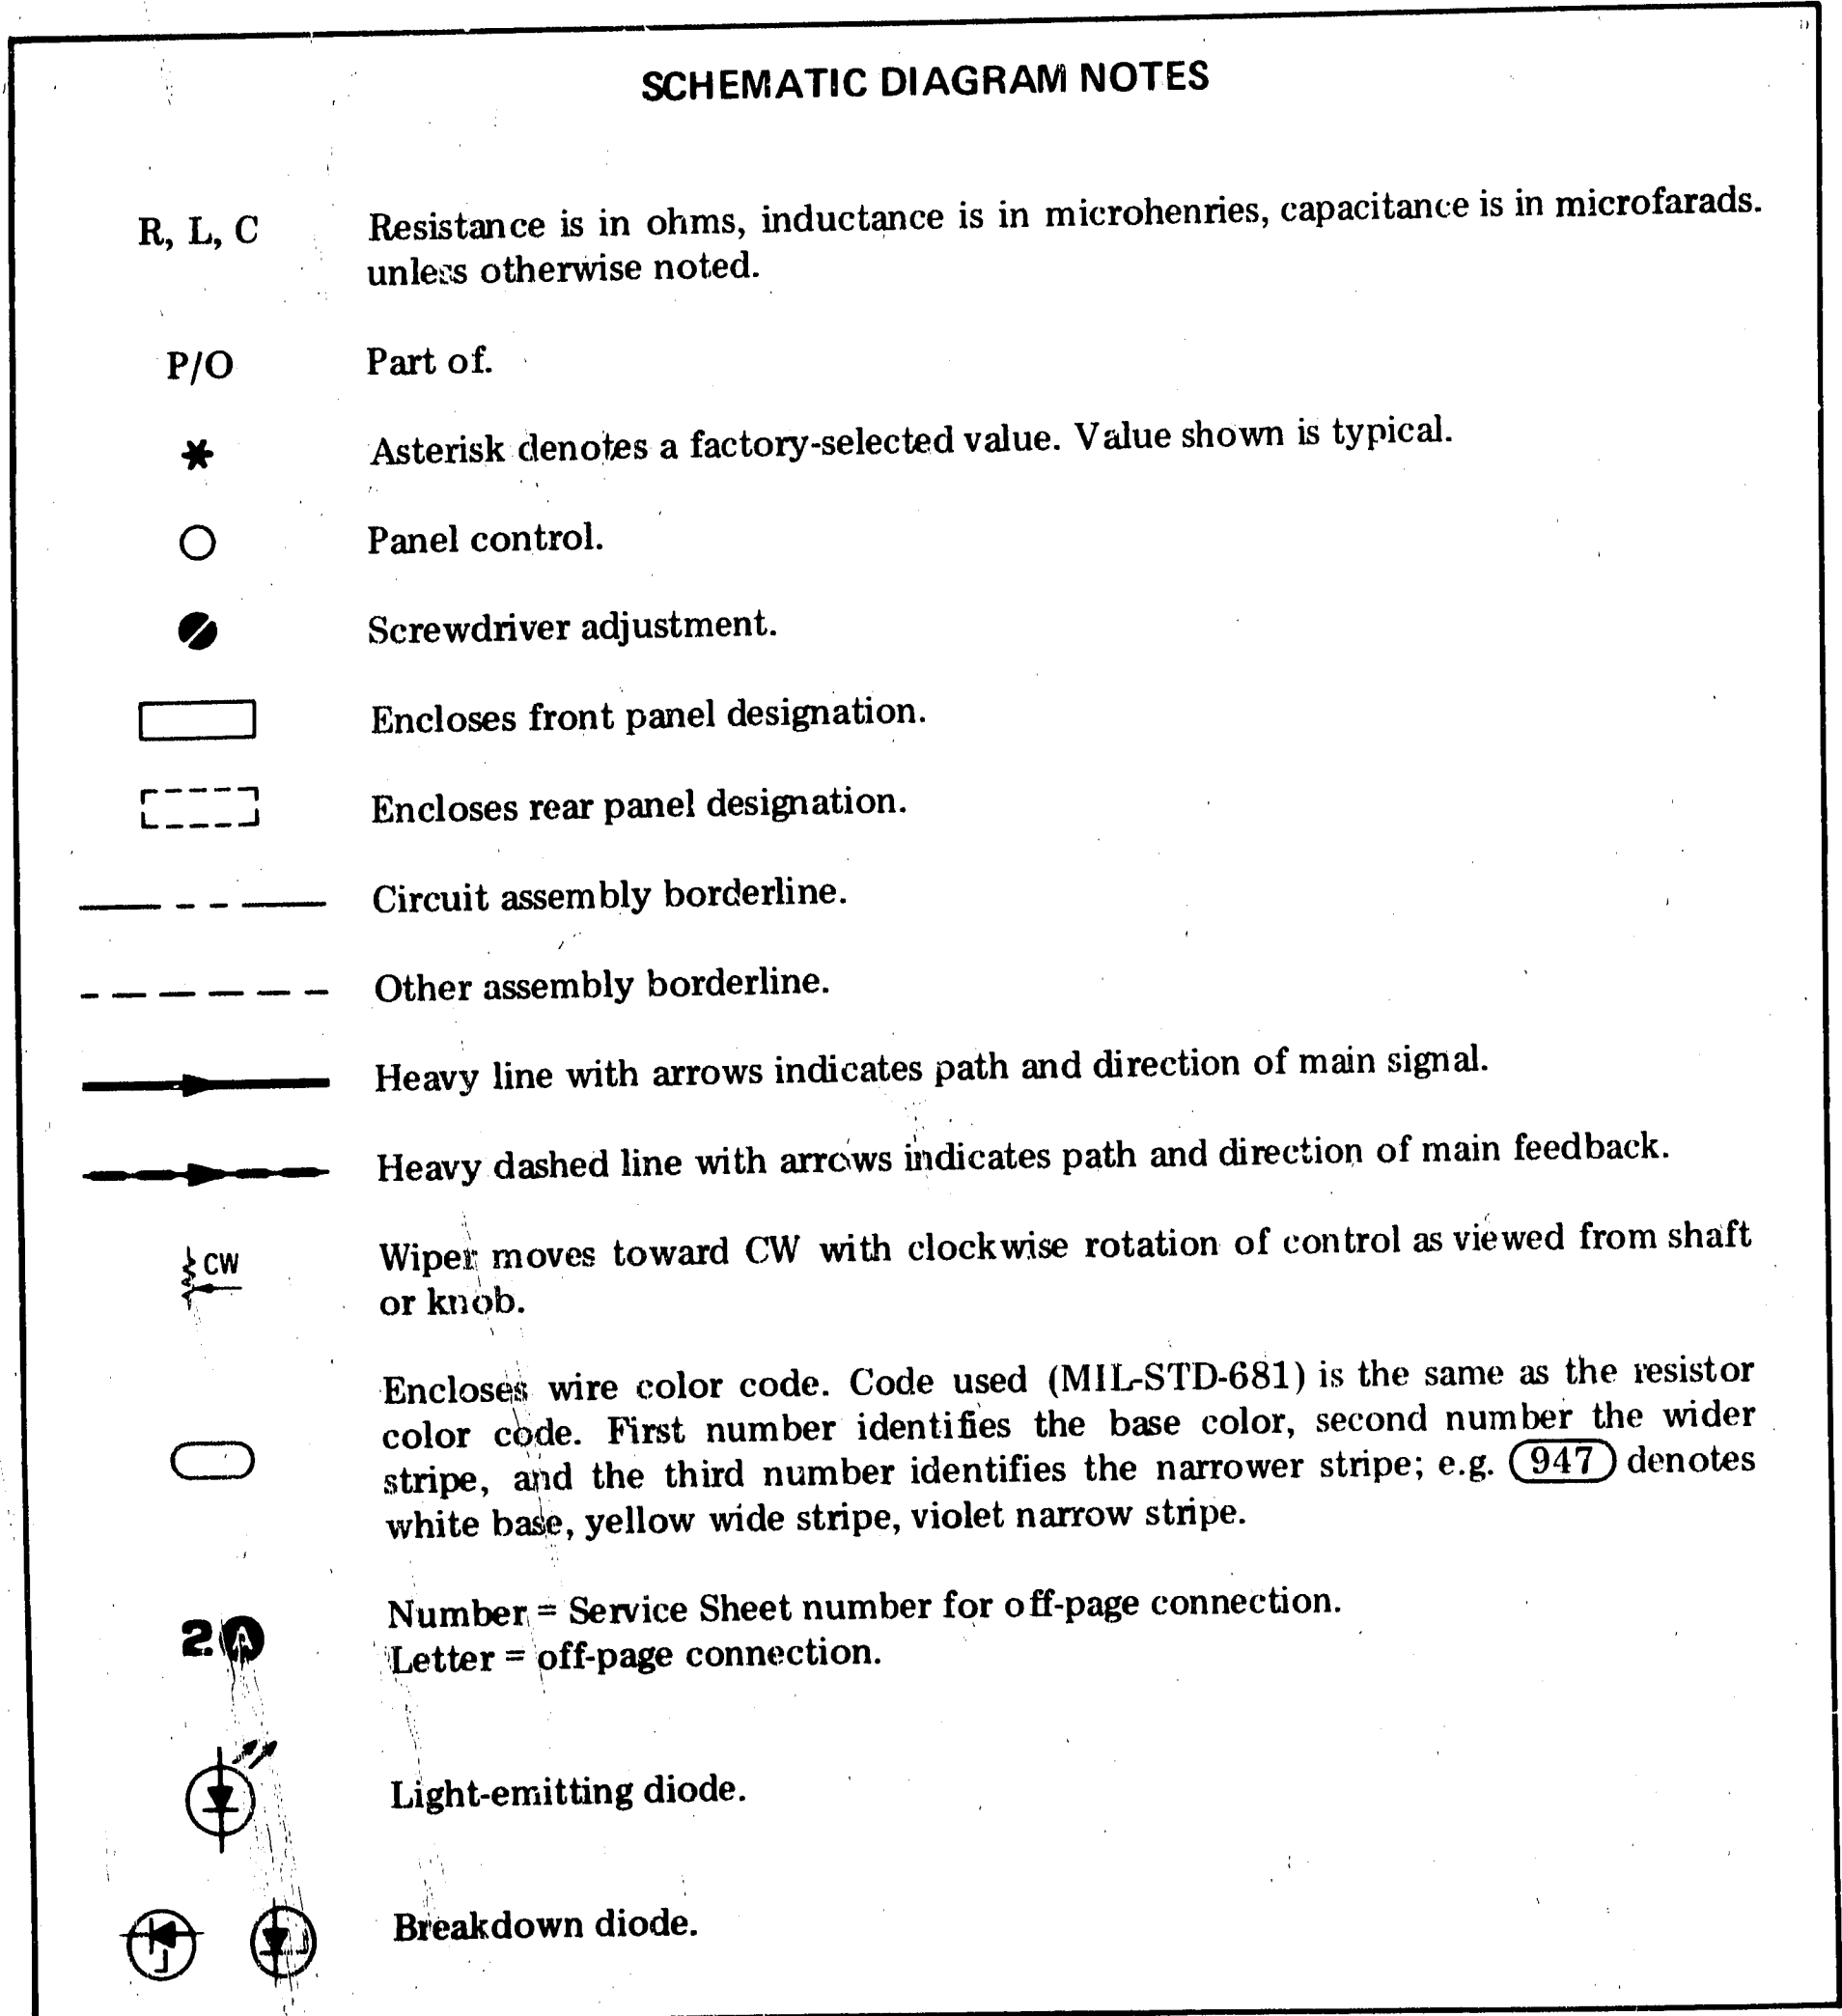 SCHEMATIC DIAGRAM NOTES
R, L, C Resistance is in ohms, inductance is in microhenries, capacitance is in microfarads.
unless otherwise noted.
P/O Part of.
* Asterisk denotes a factory-selected value. Value shown is typical.
Panel control.
Screwdriver adjustment.
Encloses front panel designation.
Encloses rear panel designation.
Circuit assembly borderline.
Other assembly borderline.
Heavy line with arrows indicates path and direction of main signal.
Heavy dashed line with arrows indicates path and direction of main feedback.
CW Wiper moves toward CW with clockwise rotation of control as viewed from shaft
or knob.
Encloses wire color code. Code used (MIL-STD-681) is the same as the resistor
color code. First number identifies the base color, second number the wider
stripe, and the third number identifies the narrower stripe; e.g. 947 denotes
white base, yellow wide stripe, violet narrow stripe.
2 A Number = Service Sheet number for off-page connection.
Letter = off-page connection.
Light-emitting diode.
Breakdown diode.